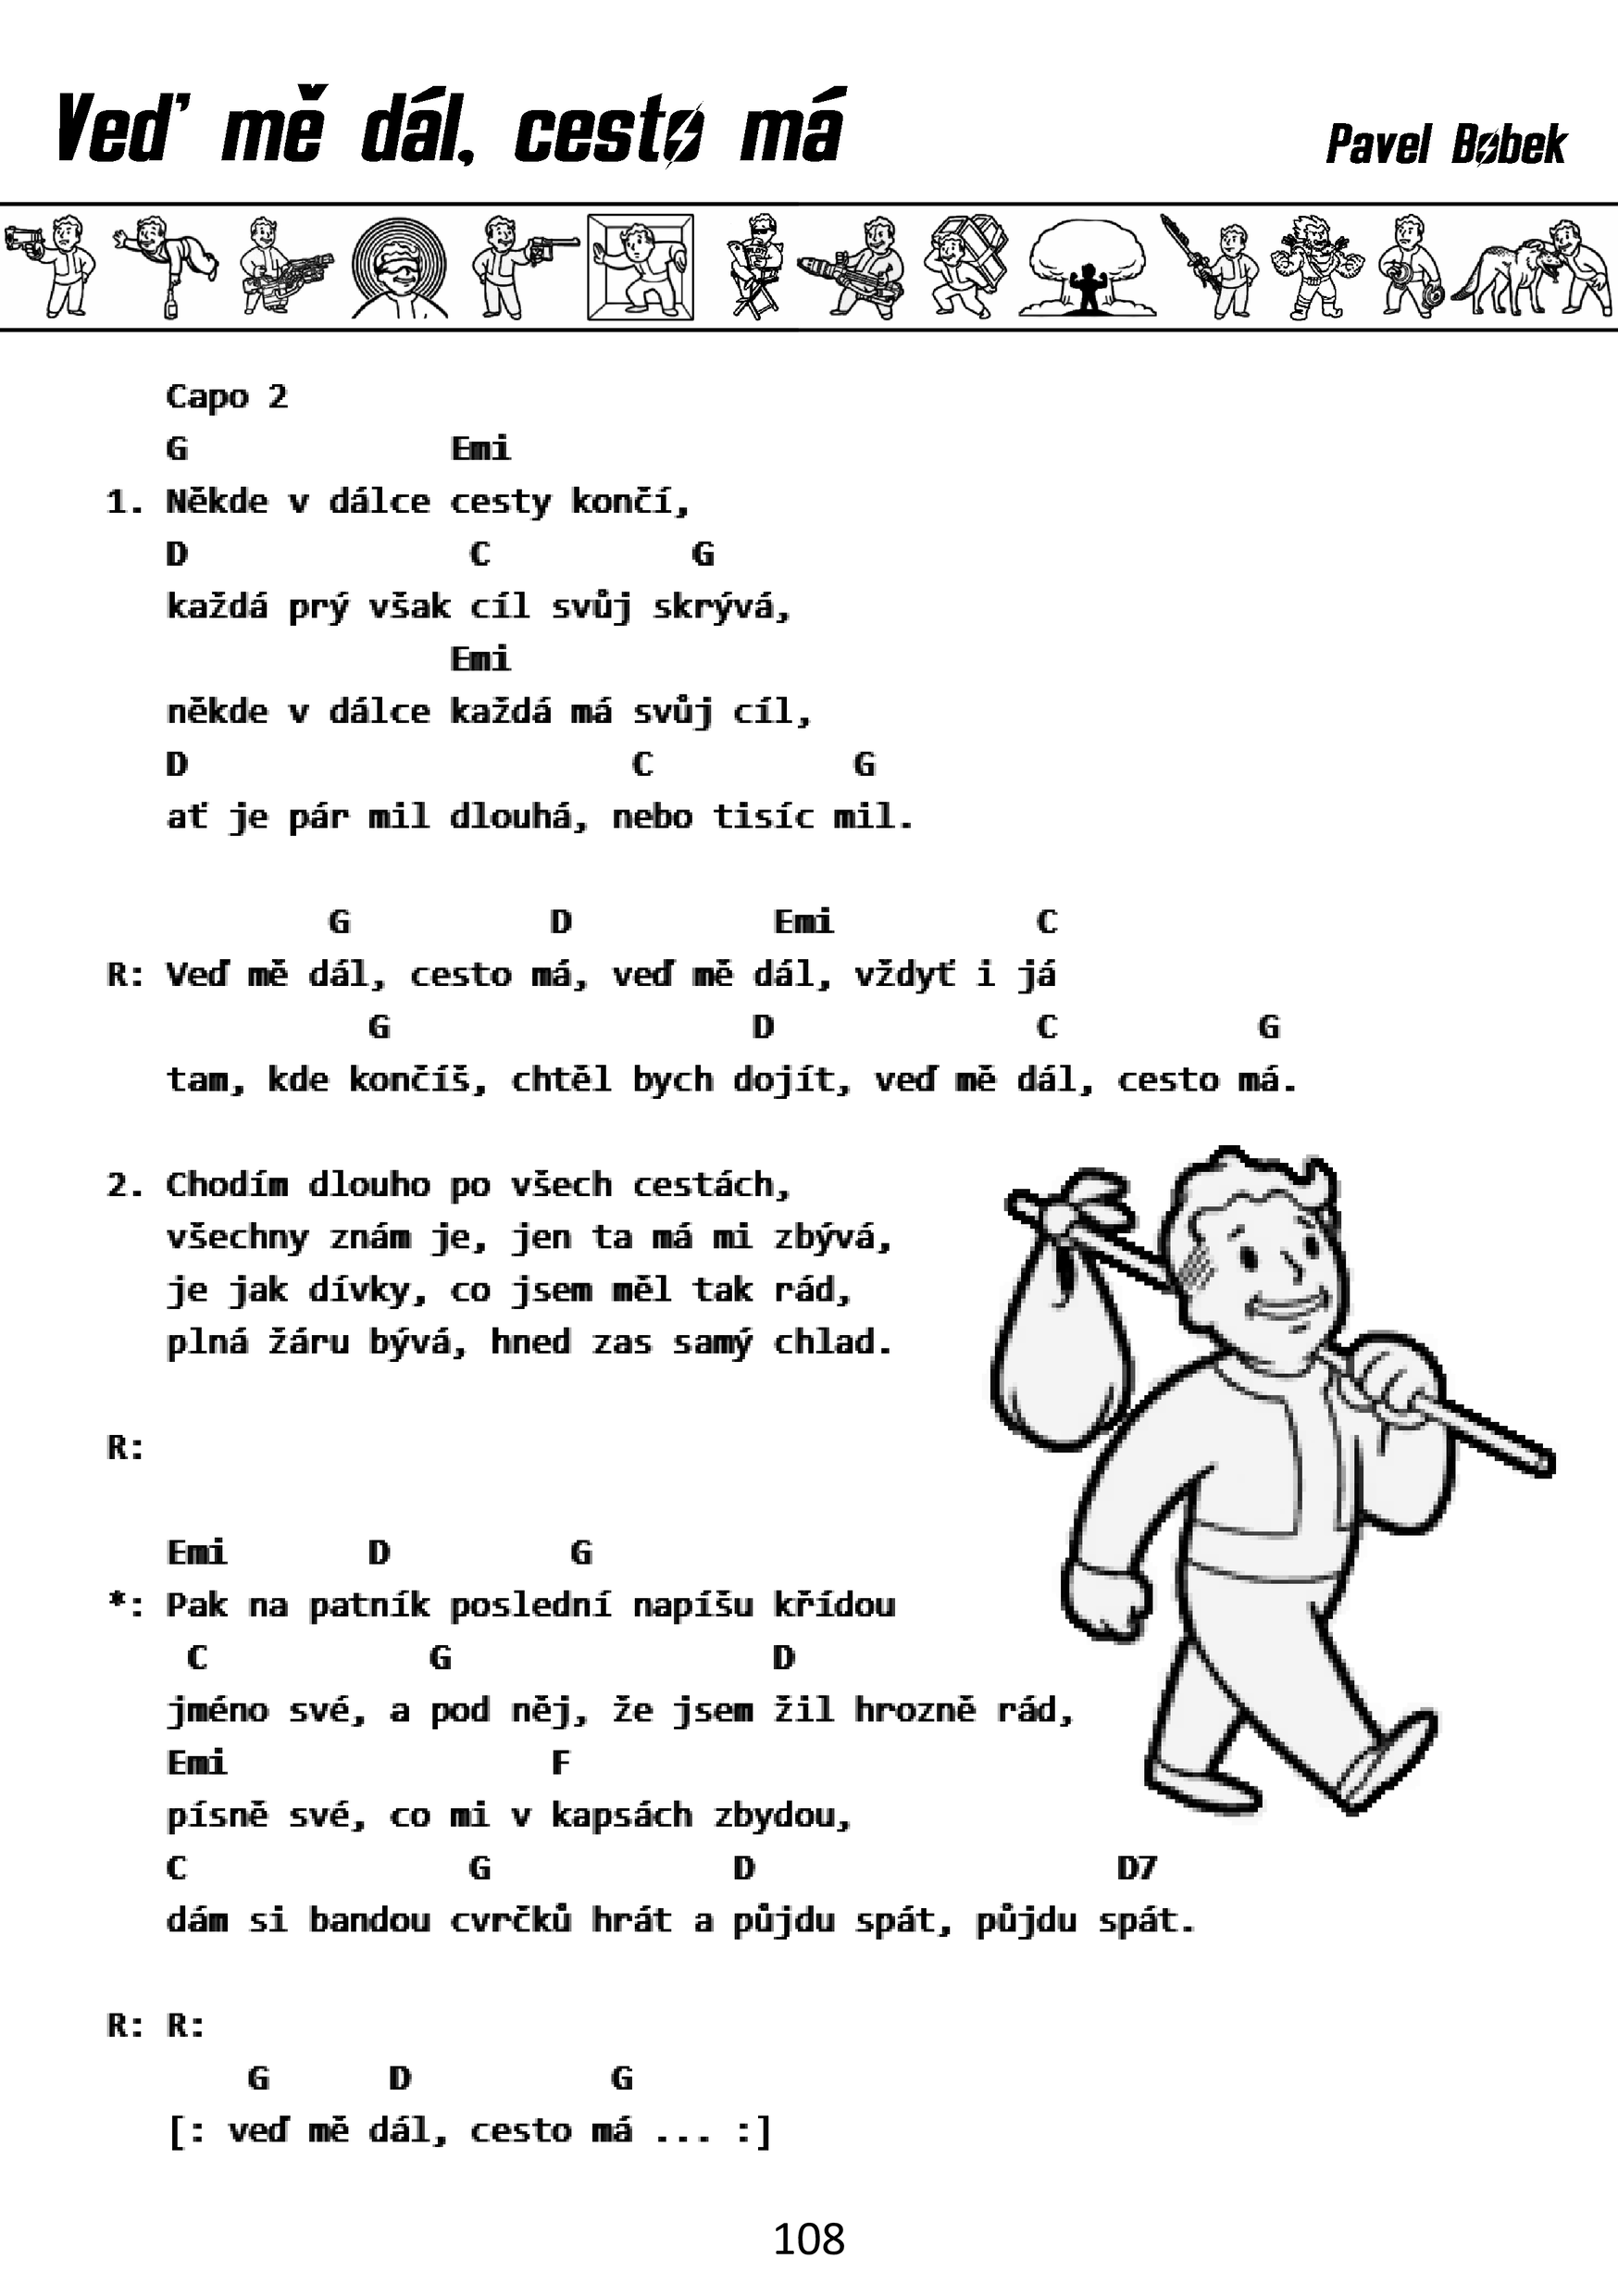 Veď mě dál, cesto má
Pavel Bobek
Capo 2
G Emi
1. Někde v dálce cesty končí,
D C G
každá prý však cíl svůj skrývá,
Emi
někde v dálce každá má svůj cíl,
D C G
ať je pár mil dlouhá, nebo tisíc mil.
G D Emi C
R: Veď mě dál, cesto má, veď mě dál, vždyť i já
G D C G
tam, kde končíš, chtěl bych dojít, veď mě dál, cesto má.
2. Chodím dlouho po všech cestách,
všechny znám je, jen ta má mi zbývá,
je jak dívky, co jsem měl tak rád,
plná žáru bývá, hned zas samý chlad.
R:
Emi D G
*: Pak na patník poslední napíšu křídou
C G D
jméno své, a pod něj, že jsem žil hrozně rád,
Emi F
písně své, co mi v kapsách zbydou,
C G D D7
dám si bandou cvrčků hrát a půjdu spát, půjdu spát.
R: R:
G D G
[: veď mě dál, cesto má ... :]
108